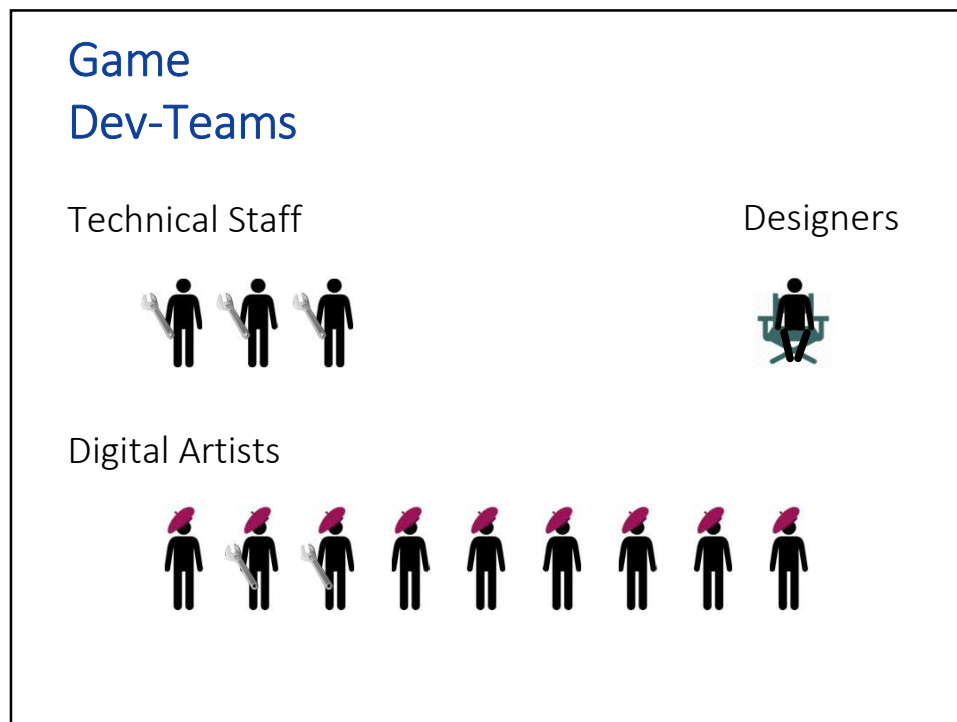 Game
Dev-Teams
Technical Staff
Designers
Digital Artists